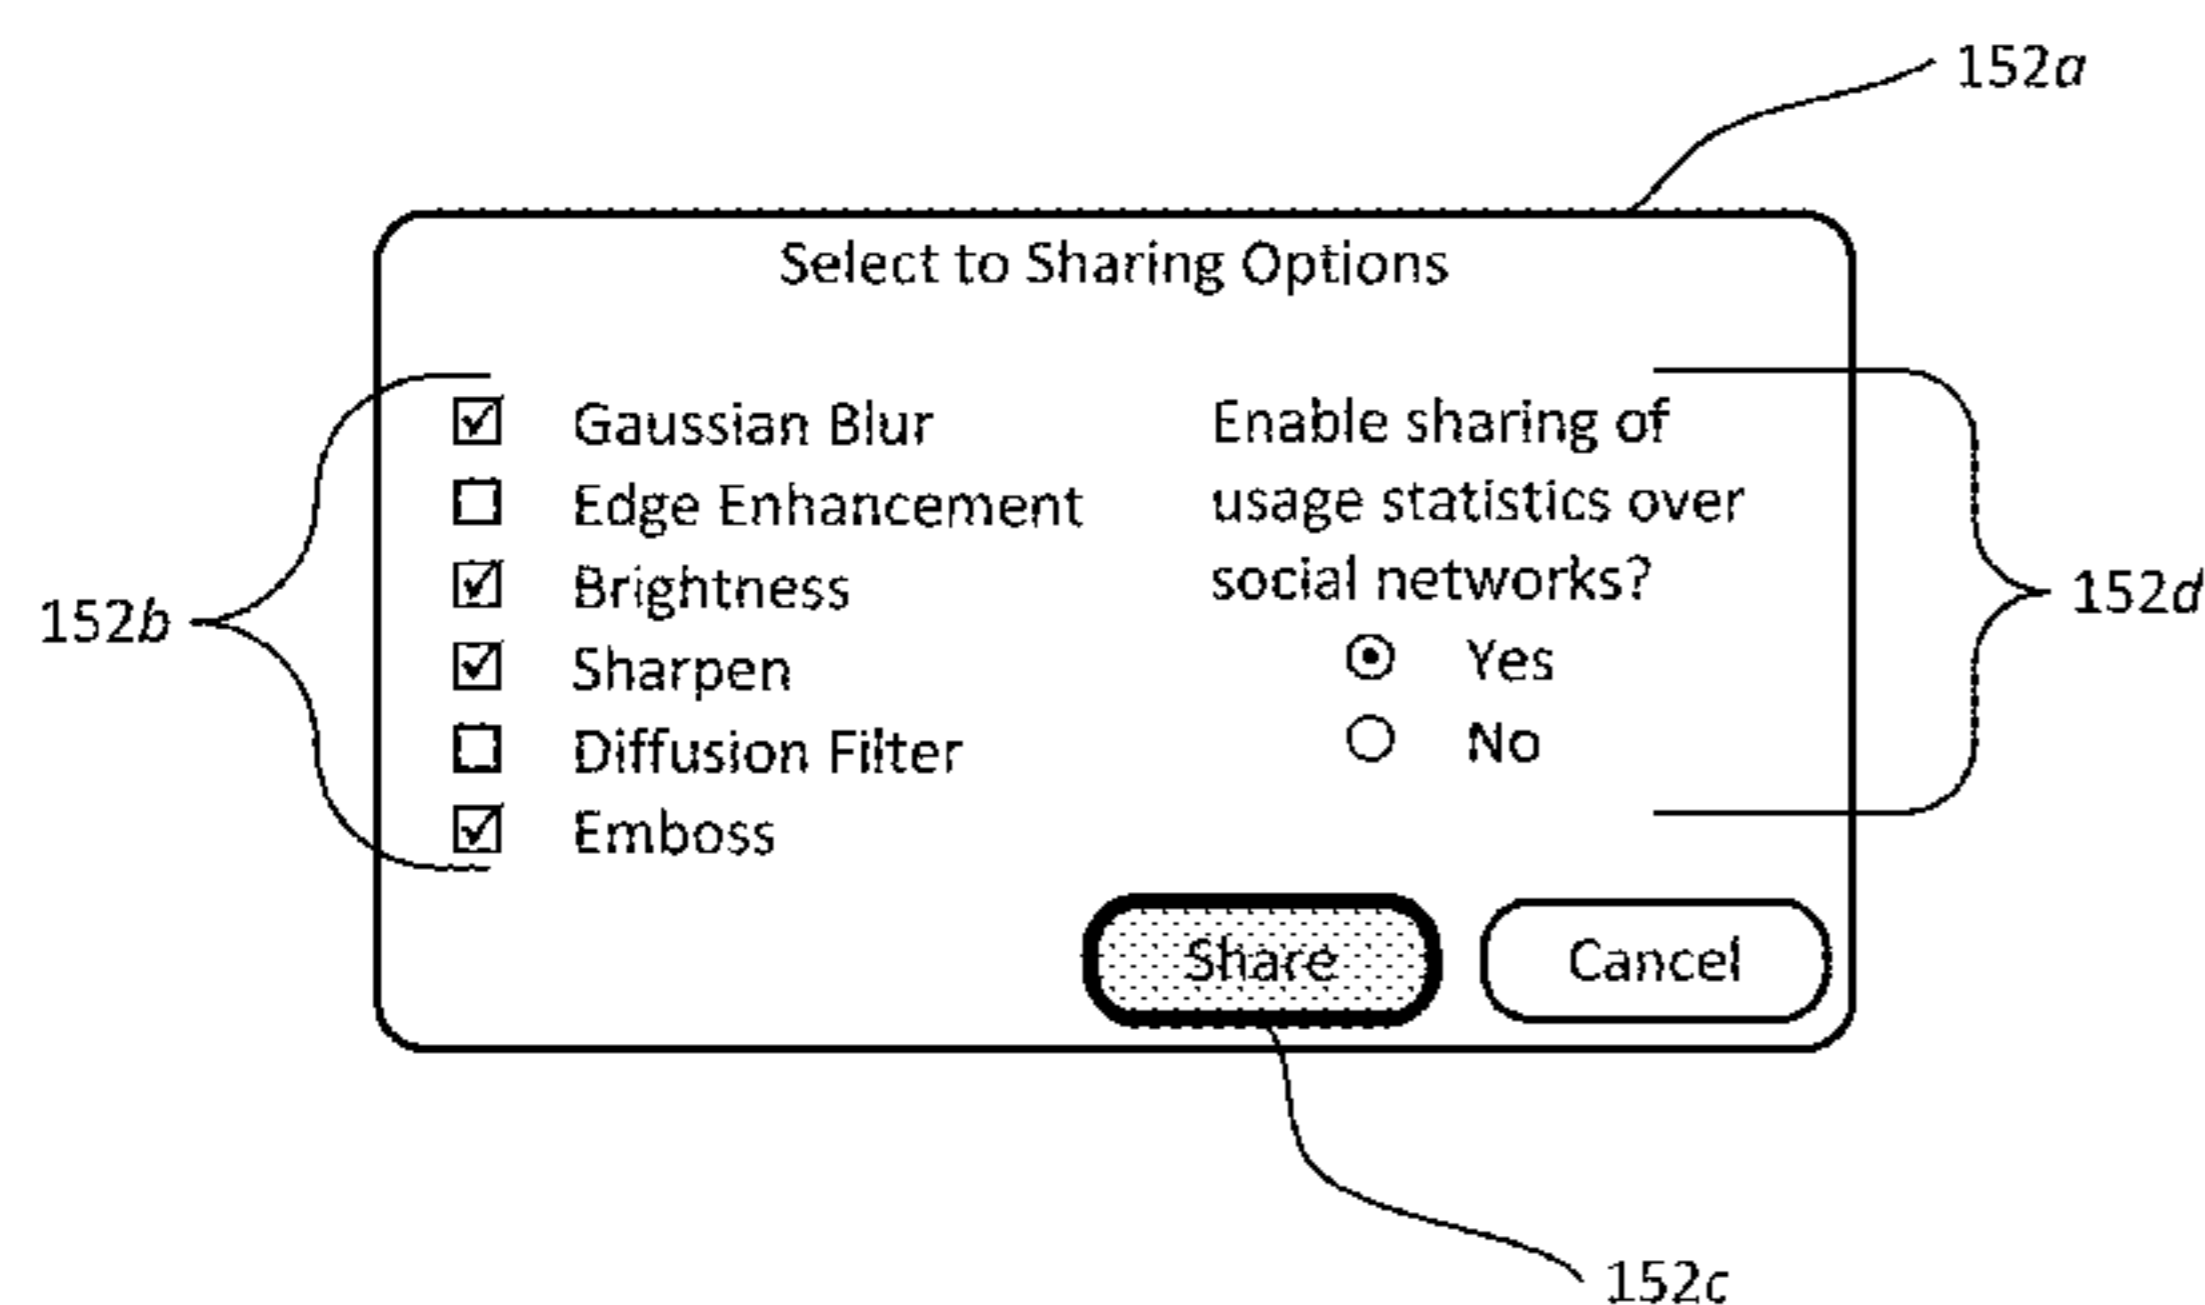 152a
Select to Sharing Options
Gaussian Blur
Edge Enhancement
Brightness
Sharpen
Diffusion Filter
Emboss
152b
Enable sharing of
usage statistics over
social networks?
Yes
No
152d
Share
Cancel
152c